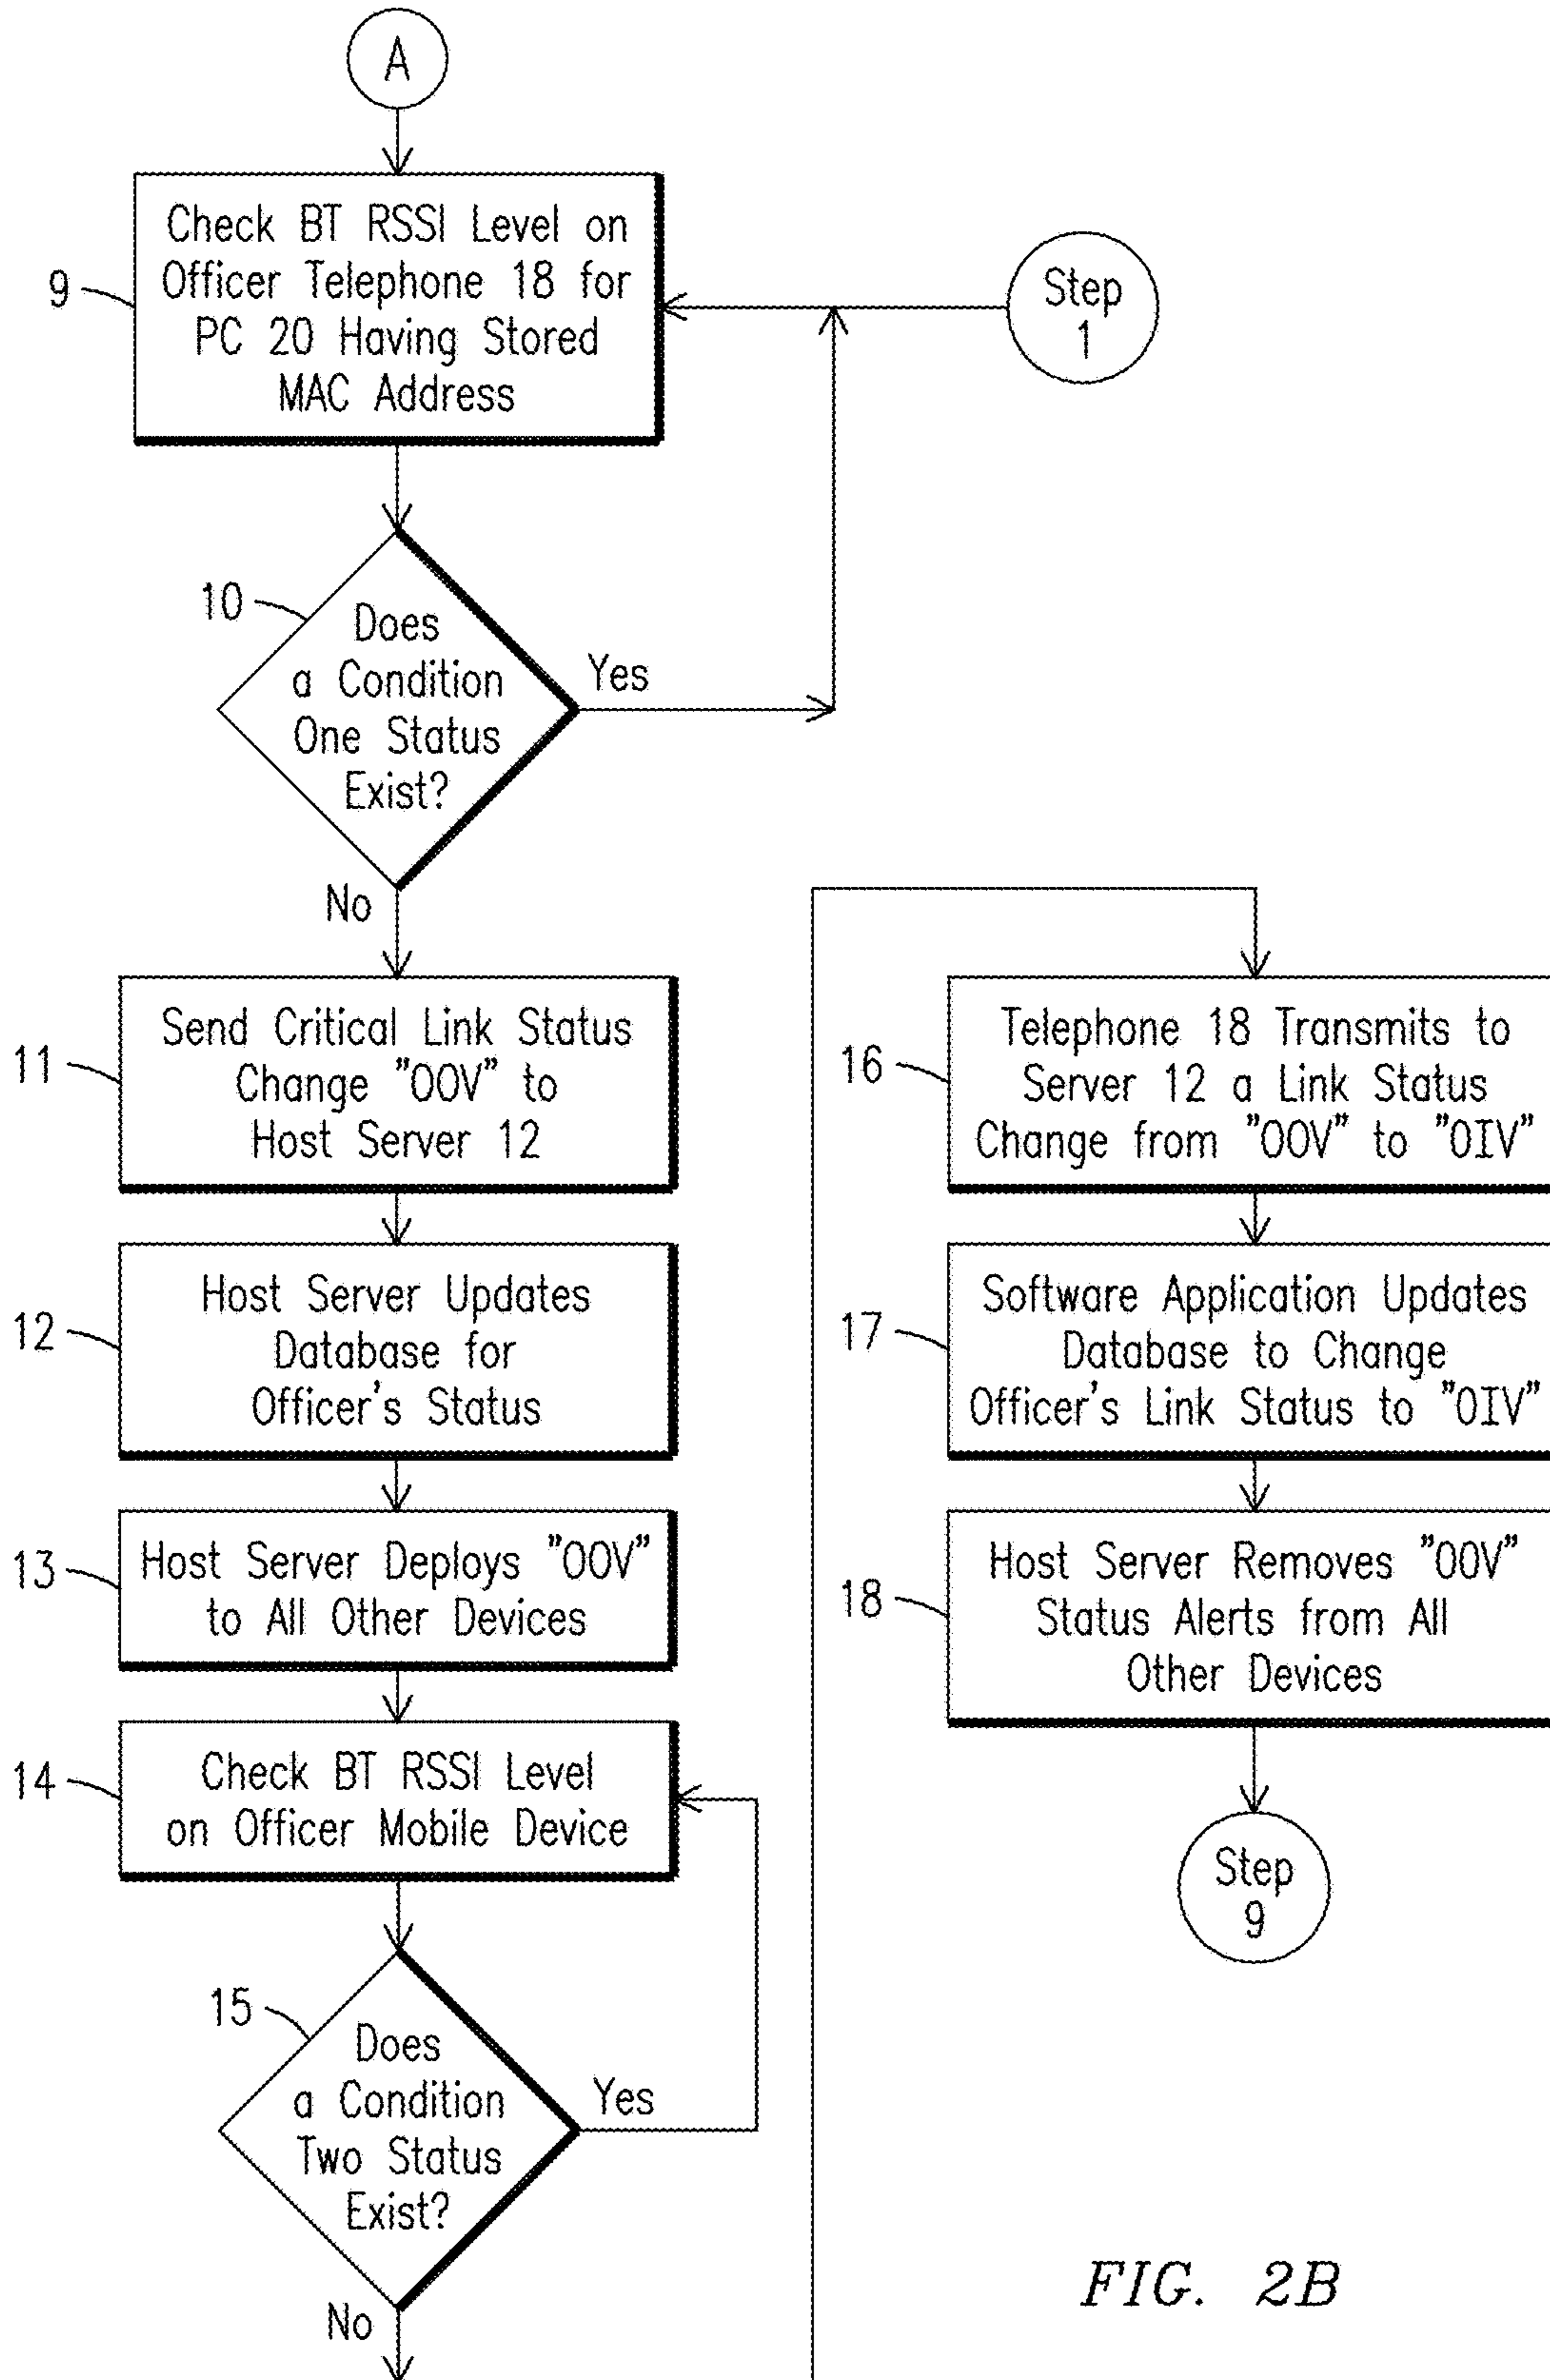 A
Check BT RSSI Level on
Officer Telephone 18 for
PC 20 Having Stored
MAC Address
9
Step
1
10
Does
a Condition
One Status
Exist?
Yes
No
11
Send Critical Link Status
Change "OOV" to
Host Server 12
12
Host Server Updates
Database for
Officer's Status
13
Host Server Deploys "OOV"
to All Other Devices
14
Check BT RSSI Level
on Officer Mobile Device
15
Does
a Condition
Two Status
Exist?
Yes
No
16
Telephone 18 Transmits to
Server 12 a Link Status
Change from "OOV" to "OIV"
17
Software Application Updates
Database to Change
Officer's Link Status to "OIV"
18
Host Server Removes "OOV"
Status Alerts from All
Other Devices
Step
9
FIG. 2B